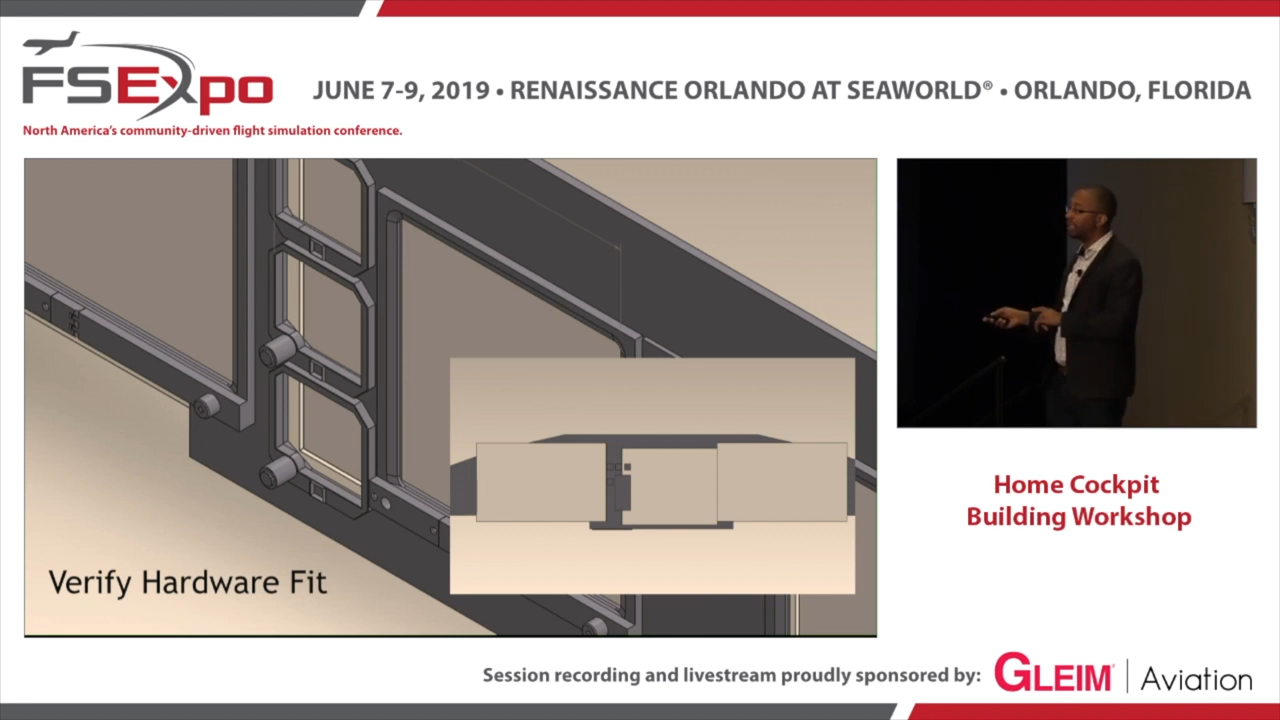 FSExpo
JUNE 7-9, 2019 • RENAISSANCE ORLANDO AT SEAWORLD® • ORLANDO, FLORIDA
North America's community-driven flight simulation conference.
Verify Hardware Fit
Home Cockpit
Building Workshop
Session recording and livestream proudly sponsored by:
GLEIM® | Aviation